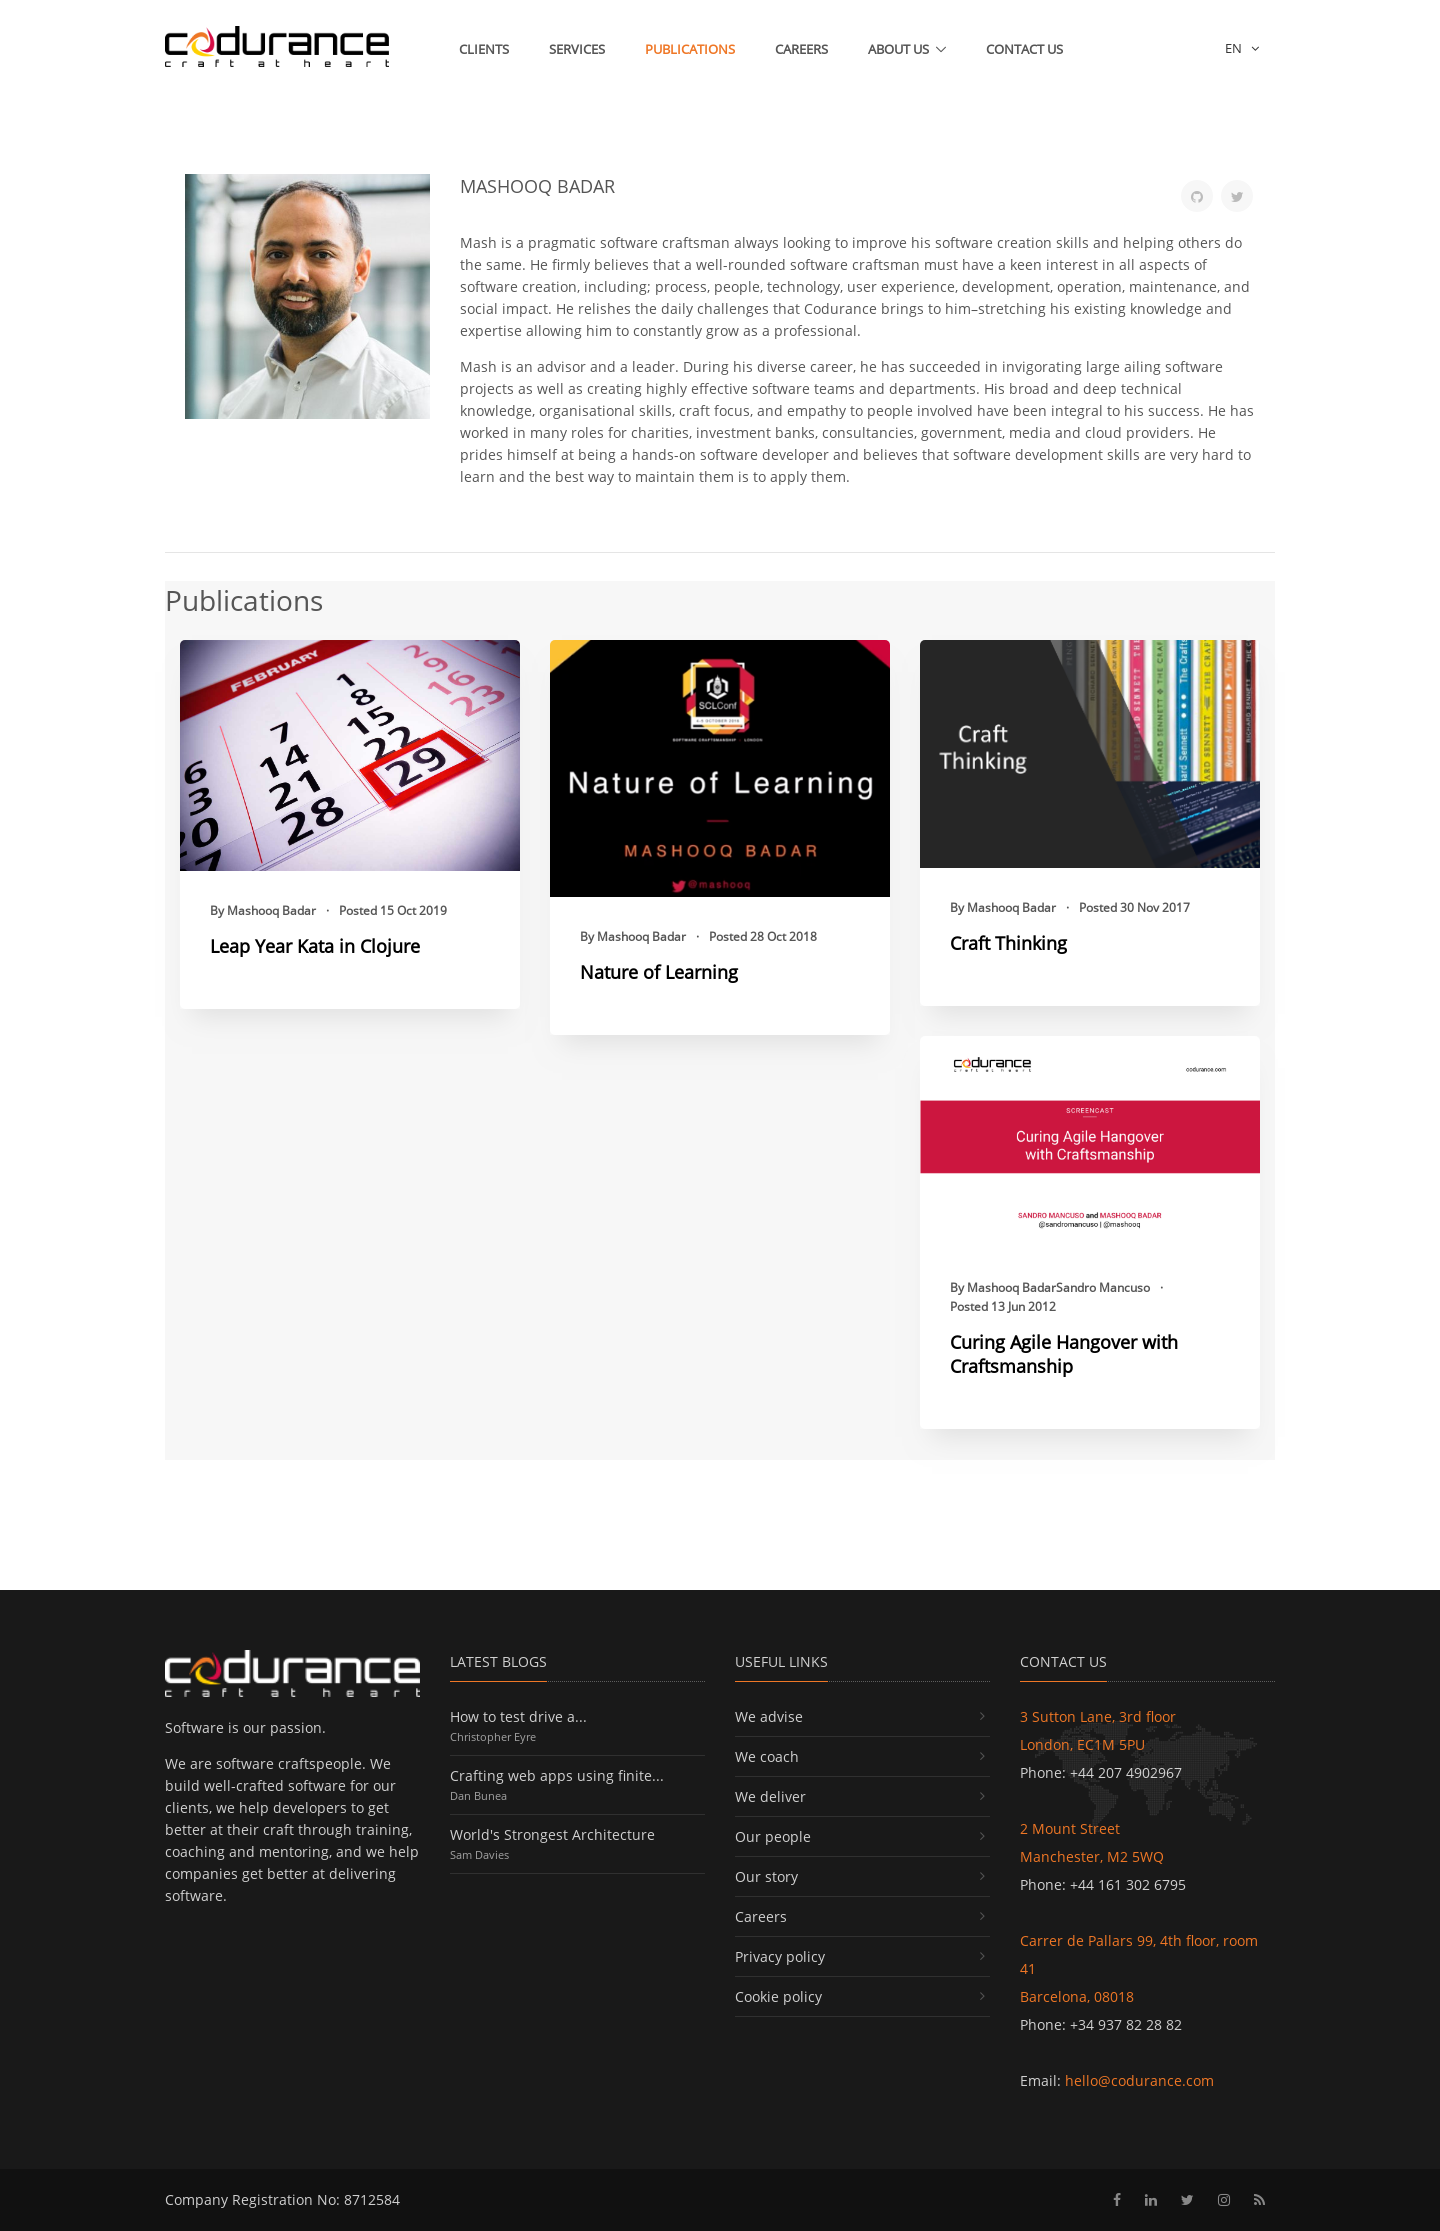 codurance
craft at heart
CLIENTS
SERVICES
PUBLICATIONS
CAREERS
ABOUT US
CONTACT US
EN
MASHOOQ BADAR
Mash is a pragmatic software craftsman always looking to improve his software creation skills and helping others do
the same. He firmly believes that a well-rounded software craftsman must have a keen interest in all aspects of
software creation, including; process, people, technology, user experience, development, operation, maintenance, and
social impact. He relishes the daily challenges that Codurance brings to him–stretching his existing knowledge and
expertise allowing him to constantly grow as a professional.
Mash is an advisor and a leader. During his diverse career, he has succeeded in invigorating large ailing software
projects as well as creating highly effective software teams and departments. His broad and deep technical
knowledge, organisational skills, craft focus, and empathy to people involved have been integral to his success. He has
worked in many roles for charities, investment banks, consultancies, government, media and cloud providers. He
prides himself at being a hands-on software developer and believes that software development skills are very hard to
learn and the best way to maintain them is to apply them.
Publications
FEBRUARY
29
16
23
18
15
22
29
7
14
21
28
6
By Mashooq Badar · Posted 15 Oct 2019
Leap Year Kata in Clojure
SCLConf
Nature of Learning
MASHOOQ BADAR
@mashooq
By Mashooq Badar · Posted 28 Oct 2018
Nature of Learning
Craft
Thinking
By Mashooq Badar · Posted 30 Nov 2017
Craft Thinking
codurance
craft at heart
codurance.com
SCREENCAST
Curing Agile Hangover
with Craftsmanship
SANDRO MANCUSO and MASHOOQ BADAR
@sandromancuso | @mashooq
By Mashooq BadarSandro Mancuso ·
Posted 13 Jun 2012
Curing Agile Hangover with
Craftsmanship
codurance
craft at heart
Software is our passion.
We are software craftspeople. We
build well-crafted software for our
clients, we help developers to get
better at their craft through training,
coaching and mentoring, and we help
companies get better at delivering
software.
LATEST BLOGS
How to test drive a...
Christopher Eyre
Crafting web apps using finite...
Dan Bunea
World's Strongest Architecture
Sam Davies
USEFUL LINKS
We advise
We coach
We deliver
Our people
Our story
Careers
Privacy policy
Cookie policy
CONTACT US
3 Sutton Lane, 3rd floor
London, EC1M 5PU
Phone: +44 207 4902967
2 Mount Street
Manchester, M2 5WQ
Phone: +44 161 302 6795
Carrer de Pallars 99, 4th floor, room
41
Barcelona, 08018
Phone: +34 937 82 28 82
Email: hello@codurance.com
Company Registration No: 8712584